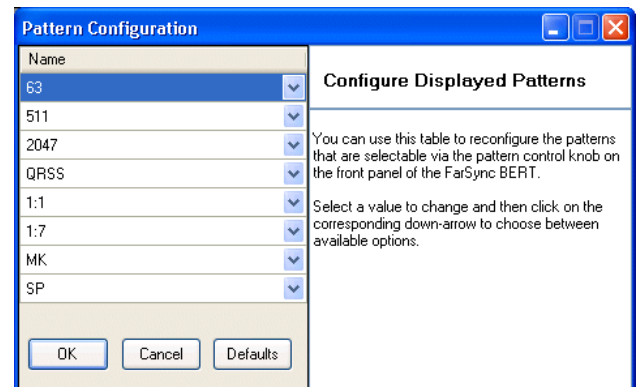 Pattern Configuration
Name
63
511
2047
QRSS
1:1
1:7
MK
SP
OK Cancel Defaults
Configure Displayed Patterns
You can use this table to reconfigure the patterns
that are selectable via the pattern control knob on
the front panel of the FarSync BERT.
Select a value to change and then click on the
corresponding down-arrow to choose between
available options.